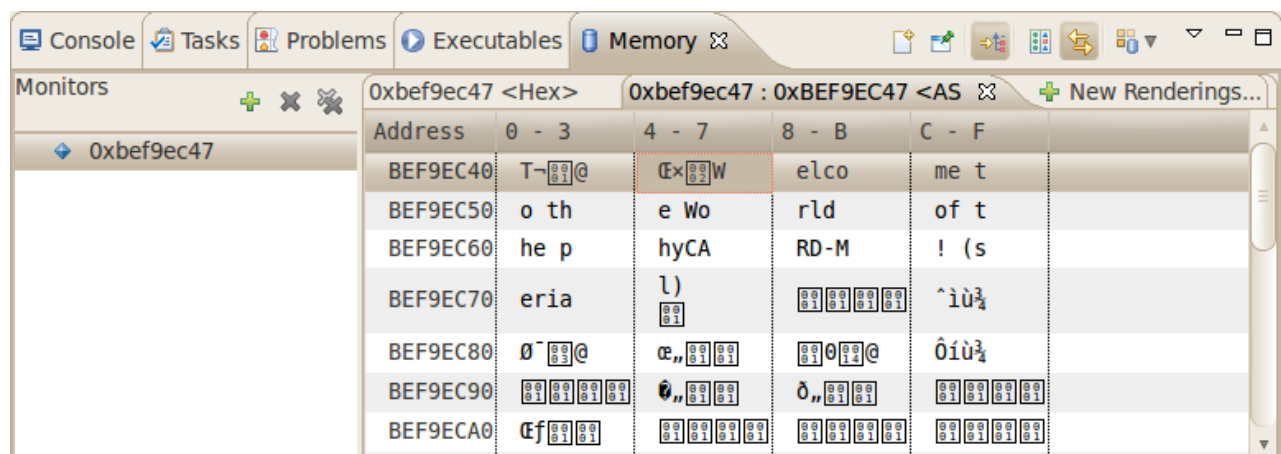 Console Tasks Problems Executables Memory
Monitors
0xbef9ec47 <Hex> 0xbef9ec47 : 0xBEF9EC47 <AS New Renderings...
0xbef9ec47
Address 0 - 3 4 - 7 8 - B C - F
BEF9EC40 T¬@ Œ×W elco me t
BEF9EC50 o th e Wo rld of t
BEF9EC60 he p hyCA RD-M ! (s
BEF9EC70 eria l) ˆìù¾
BEF9EC80 Ø¯@ œ„ 0@ Ôíù¾
BEF9EC90 �„ ð„
BEF9ECA0 Œƒ